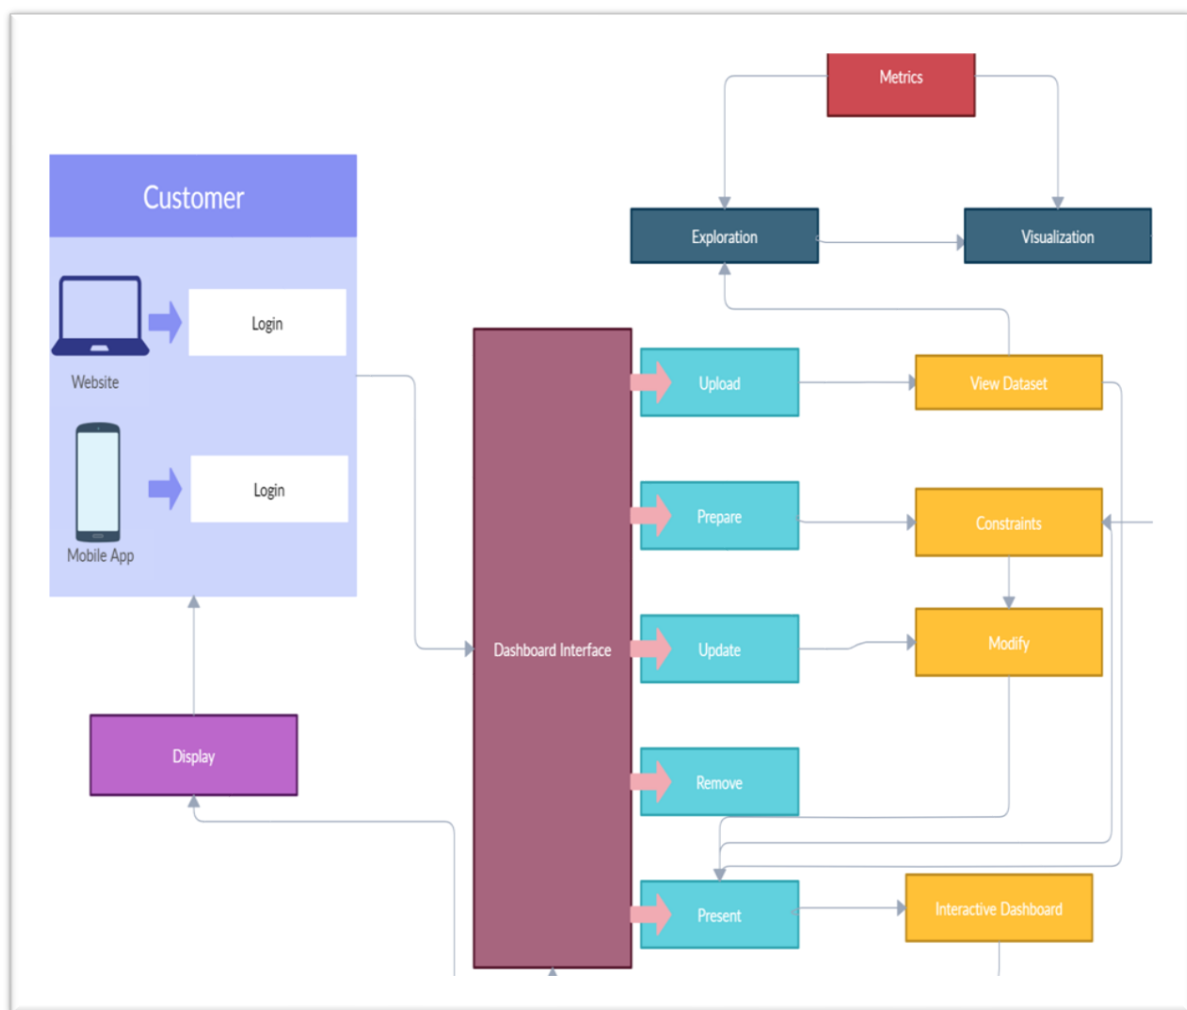 Metrics
Customer
Exploration
Visualization
Login
Website
Upload
View Dataset
Login
Mobile App
Prepare
Constraints
Dashboard Interface
Update
Modify
Display
Remove
Present
Interactive Dashboard